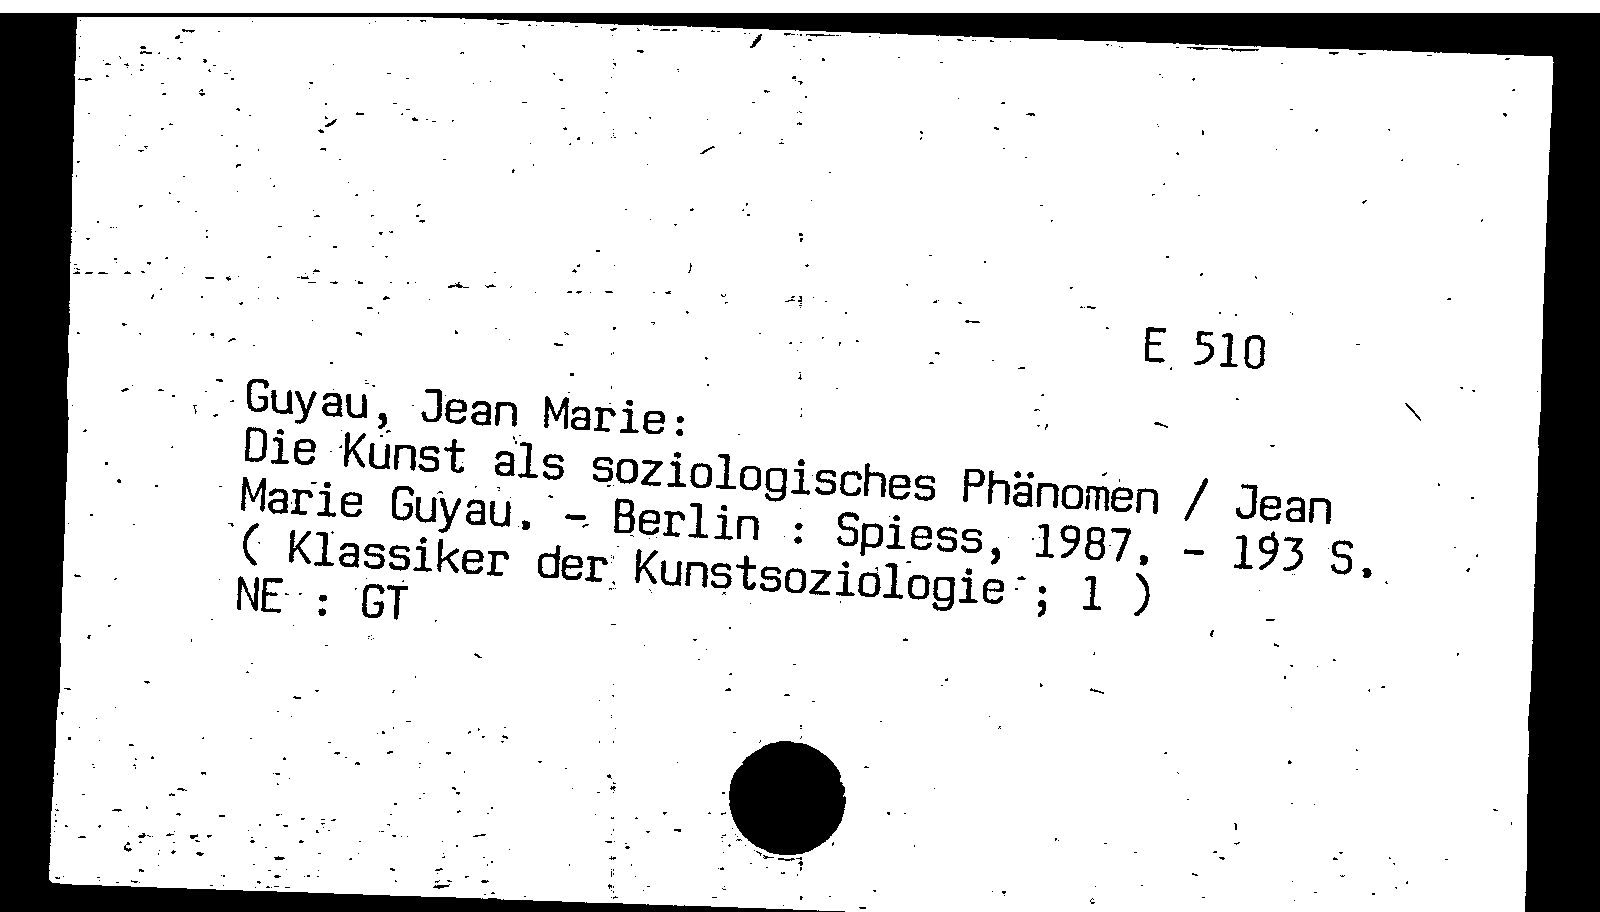 E 510
Guyau, Jean Marie:
Die Kunst als soziologisches Phänomen / Jean
Marie Guyau. - Berlin : Spiess, 1987. - 193 S.
( Klassiker der Kunstsoziologie ; 1 )
NE : GT